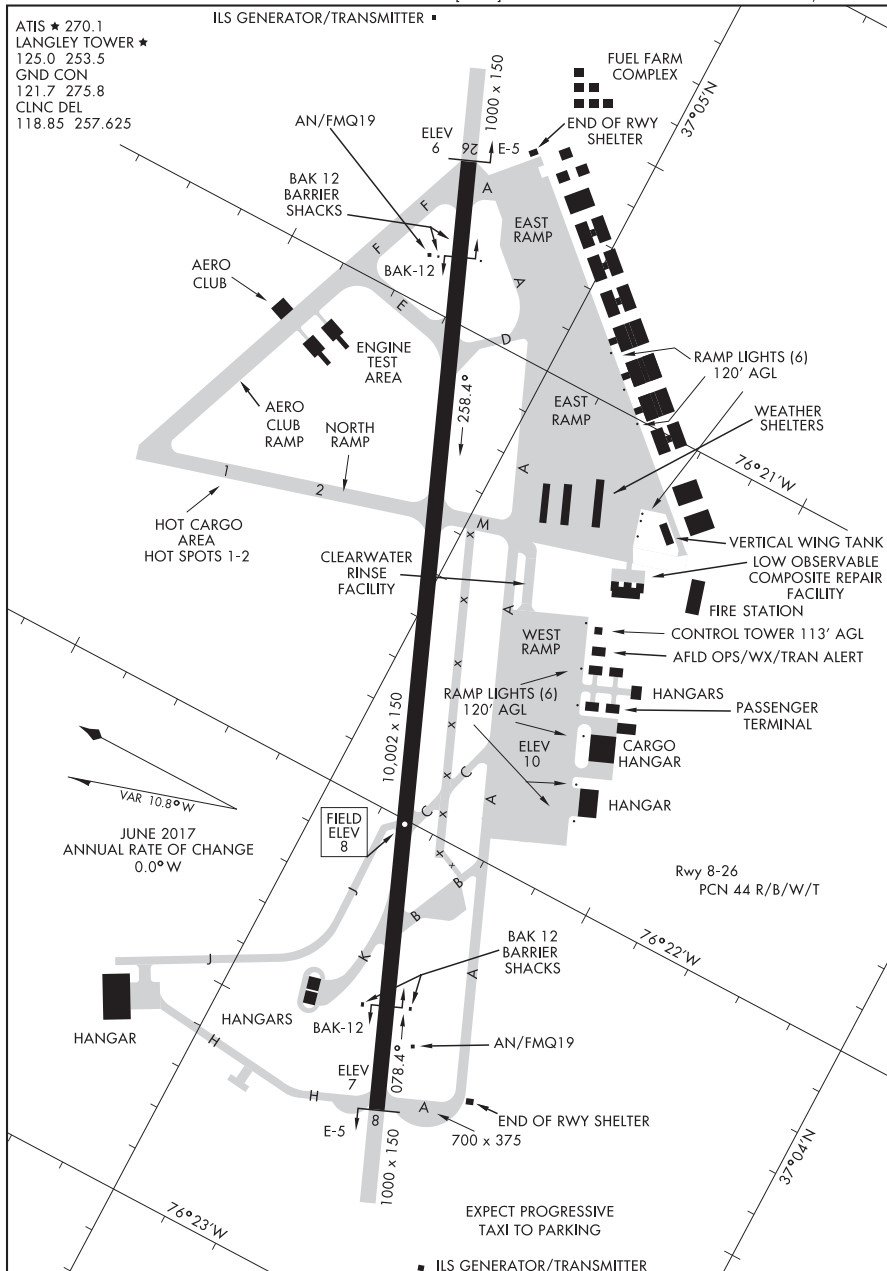 ILS GENERATOR/TRANSMITTER
ATIS ★ 270.1
LANGLEY TOWER ★
125.0 253.5
GND CON
121.7 275.8
CLNC DEL
118.85 257.625
FUEL FARM
COMPLEX
1000 x 150
37°05'N
AN/FMQ19
ELEV
6
26
E-5
END OF RWY
SHELTER
BAK 12
BARRIER
SHACKS
A
F
F
EAST
RAMP
BAK-12
A
AERO
CLUB
E
D
ENGINE
TEST
AREA
RAMP LIGHTS (6)
120' AGL
258.4°
EAST
RAMP
AERO
CLUB
RAMP
NORTH
RAMP
WEATHER
SHELTERS
A
76°21'W
1
2
HOT CARGO
AREA
HOT SPOTS 1-2
M
VERTICAL WING TANK
CLEARWATER
RINSE
FACILITY
x
LOW OBSERVABLE
COMPOSITE REPAIR
FACILITY
x
A
FIRE STATION
WEST
RAMP
CONTROL TOWER 113' AGL
x
AFLD OPS/WX/TRAN ALERT
RAMP LIGHTS (6)
120' AGL
HANGARS
10,002 x 150
x
PASSENGER
TERMINAL
x
ELEV
10
CARGO
HANGAR
x
C
VAR 10.8° W
A
C
HANGAR
x
JUNE 2017
ANNUAL RATE OF CHANGE
0.0° W
FIELD
ELEV
8
x
x
x
Rwy 8-26
PCN 44 R/B/W/T
J
B
B
76°22'W
BAK 12
BARRIER
SHACKS
J
K
A
HANGARS
BAK-12
HANGAR
H
078.4°
AN/FMQ19
ELEV
7
H
A
END OF RWY SHELTER
8
E-5
700 x 375
1000 x 150
37°04'N
76°23'W
EXPECT PROGRESSIVE
TAXI TO PARKING
ILS GENERATOR/TRANSMITTER